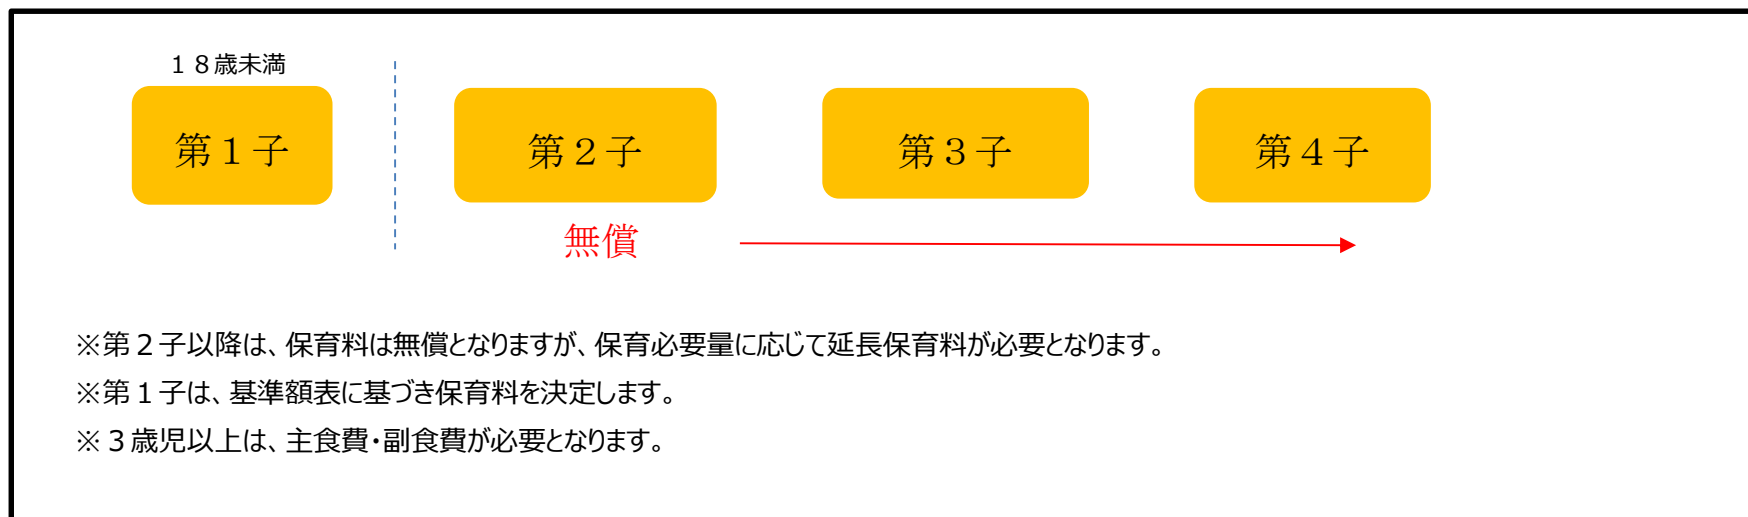 １８歳未満
第１子
第２子
第３子
第４子
無償
※第２子以降は、保育料は無償となりますが、保育必要量に応じて延長保育料が必要となります。
※第１子は、基準額表に基づき保育料を決定します。
※３歳児以上は、主食費・副食費が必要となります。